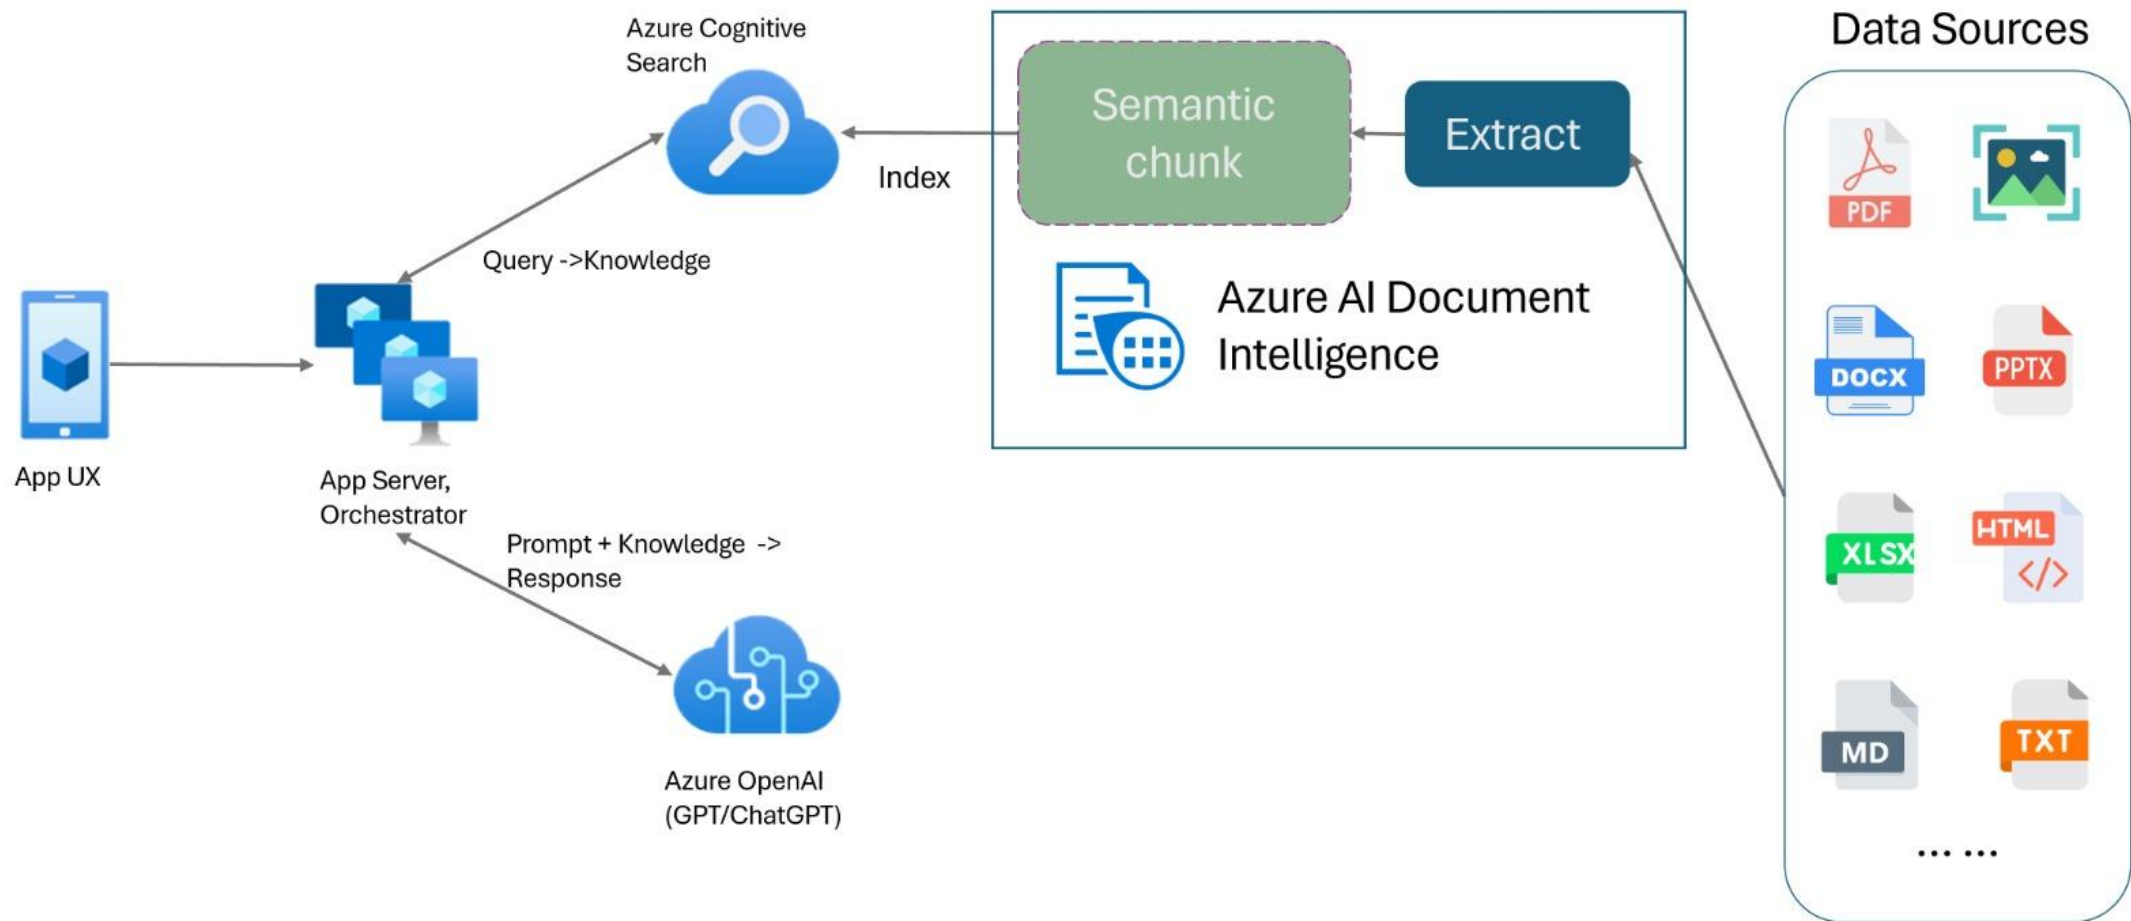 Azure Cognitive
Search
Semantic
chunk
Extract
Data Sources
Index
Query ->Knowledge
Azure AI Document
Intelligence
App UX
App Server,
Orchestrator
Prompt + Knowledge ->
Response
Azure OpenAI
(GPT/ChatGPT)
PDF
DOCX
PPTX
XLSX
HTML
</>
MD
TXT
... ...